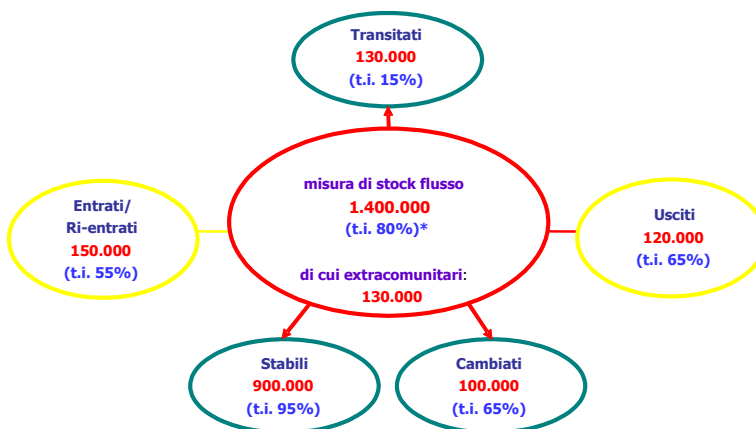 Transitati
130.000
(t.i. 15%)
misura di stock flusso
1.400.000
(t.i. 80%)*
di cui extracomunitari:
130.000
Entrati/
Ri-entrati
150.000
(t.i. 55%)
Usciti
120.000
(t.i. 65%)
Stabili
900.000
(t.i. 95%)
Cambiati
100.000
(t.i. 65%)